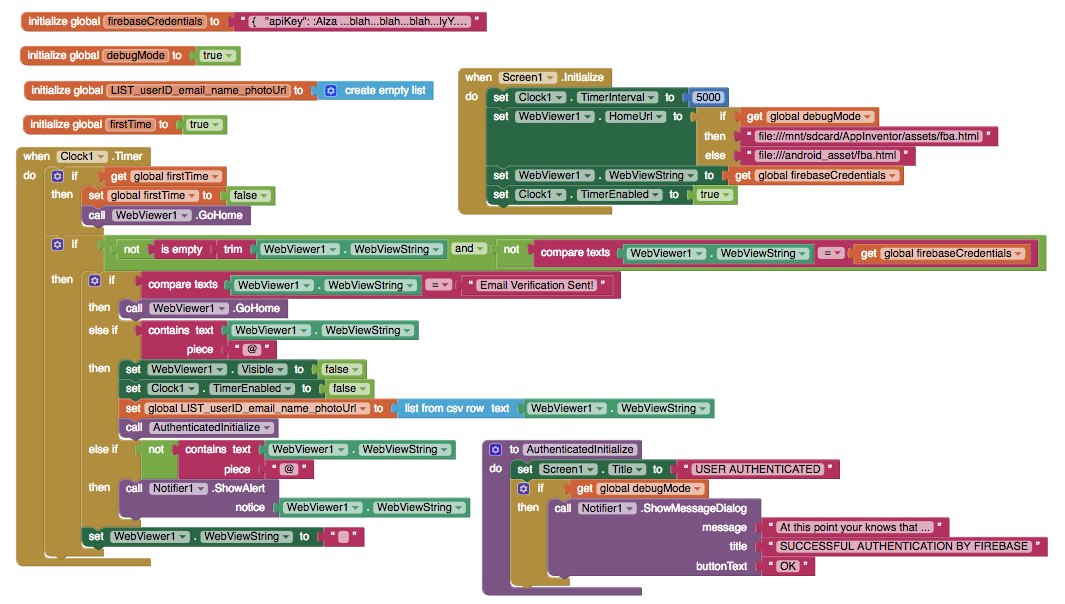 initialize global firebaseCredentials to " { "apiKey": :AIza ...blah...blah...blah...lyY.... "
initialize global debugMode to true
initialize global LIST_userID_email_name_photoUrl to create empty list
initialize global firstTime to true
when Screen1 .Initialize
do set Clock1 . TimerInterval to 5000
set WebViewer1 . HomeUrl to if get global debugMode
then " file:///mnt/sdcard/AppInventor/assets/fba.html "
else " file:///android_asset/fba.html "
set WebViewer1 . WebViewString to get global firebaseCredentials
set Clock1 . TimerEnabled to true
when Clock1 .Timer
do if get global firstTime
then set global firstTime to false
call WebViewer1 .GoHome
if not is empty trim WebViewer1 . WebViewString and not compare texts WebViewer1 . WebViewString = get global firebaseCredentials
then if compare texts WebViewer1 . WebViewString = " Email Verification Sent! "
then call WebViewer1 .GoHome
else if contains text WebViewer1 . WebViewString
piece " @ "
then set WebViewer1 . Visible to false
set Clock1 . TimerEnabled to false
set global LIST_userID_email_name_photoUrl to list from csv row text WebViewer1 . WebViewString
call AuthenticatedInitialize
else if not contains text WebViewer1 . WebViewString
piece " @ "
then call Notifier1 .ShowAlert
notice WebViewer1 . WebViewString
set WebViewer1 . WebViewString to " "
to AuthenticatedInitialize
do set Screen1 . Title to " USER AUTHENTICATED "
if get global debugMode
then call Notifier1 .ShowMessageDialog
message " At this point your knows that ... "
title " SUCCESSFUL AUTHENTICATION BY FIREBASE "
buttonText " OK "